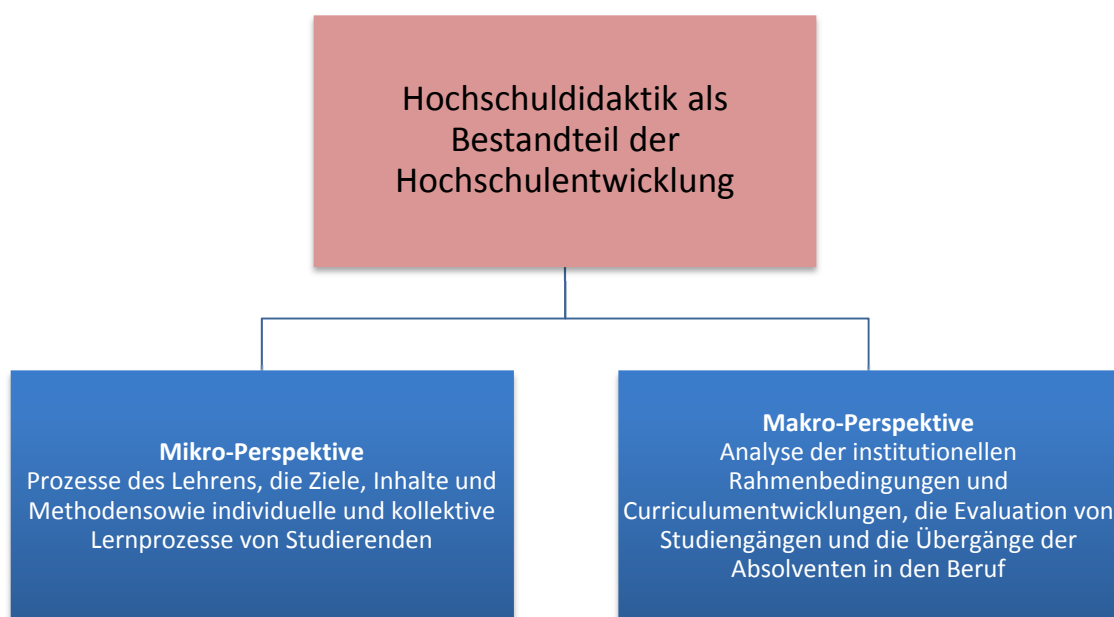 Hochschuldidaktik als
Bestandteil der
Hochschulentwicklung
Mikro-Perspektive
Prozesse des Lehrens, die Ziele, Inhalte und
Methodensowie individuelle und kollektive
Lernprozesse von Studierenden
Makro-Perspektive
Analyse der institutionellen
Rahmenbedingungen und
Curriculumentwicklungen, die Evaluation von
Studiengängen und die Übergänge der
Absolventen in den Beruf